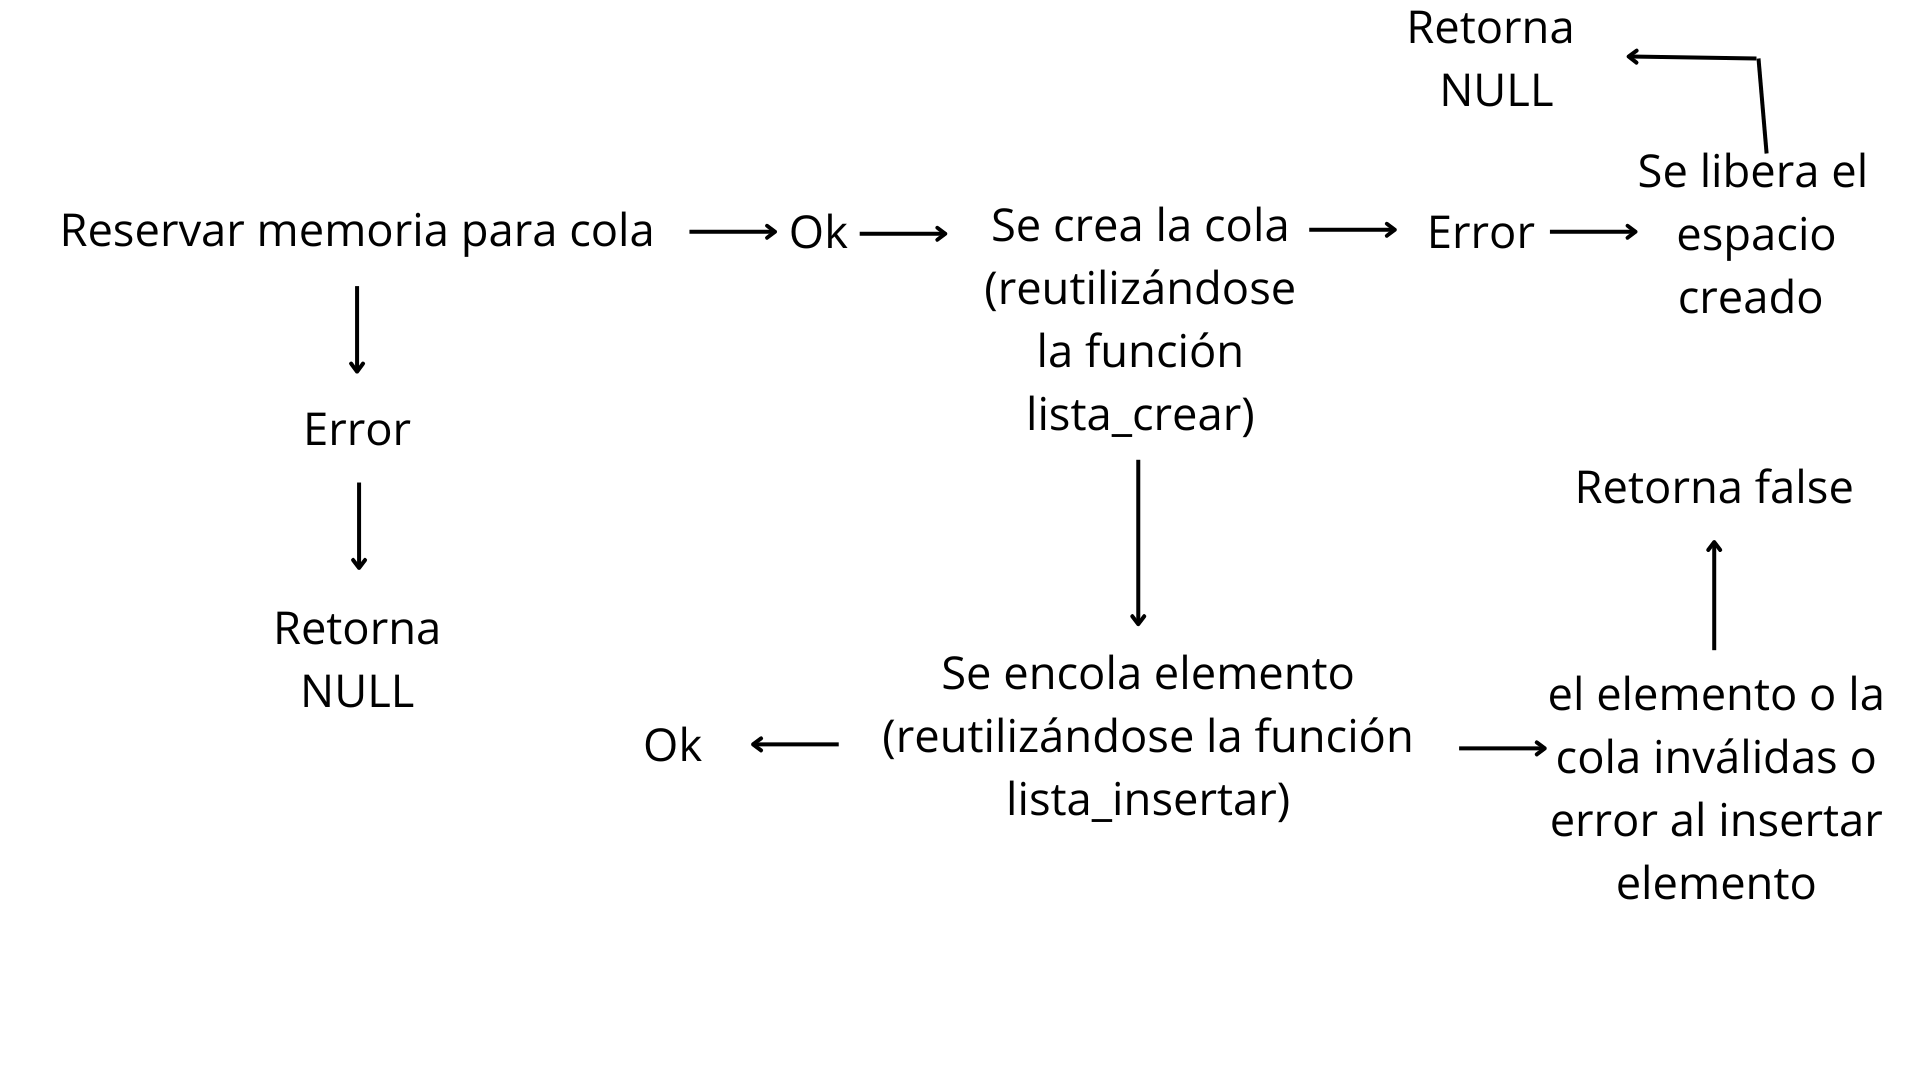 Retorna
NULL
Reservar memoria para cola
Ok
Se crea la cola
(reutilizándose
la función
lista_crear)
Error
Se libera el
espacio
creado
Error
Retorna
NULL
Retorna false
Ok
Se encola elemento
(reutilizándose la función
lista_insertar)
el elemento o la
cola inválidas o
error al insertar
elemento